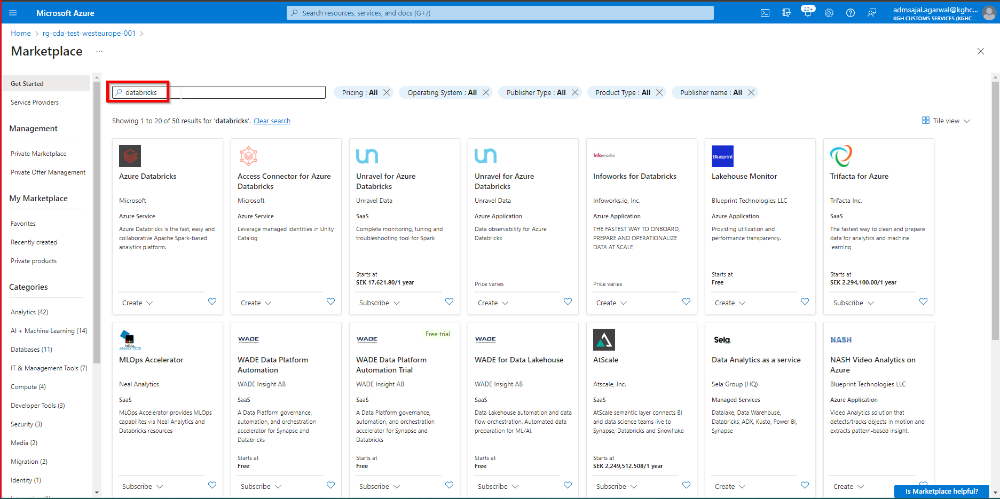 Microsoft Azure
Search resources, services, and docs (G+/)
20+
admsajal.agarwal@kghc...
KGH CUSTOMS SERVICES (KGHC....
Home
rg-cda-test-westeurope-001
Marketplace
...
Get Started
Service Providers
Management
Private Marketplace
Private Offer Management
My Marketplace
Favorites
Recently created
Private products
Categories
Analytics (42)
AI + Machine Learning (14)
Databases (11)
IT & Management Tools (7)
Compute (4)
Developer Tools (3)
Security (3)
Media (2)
Migration (2)
Identity (1)
databricks
Pricing : All
Operating System : All
Publisher Type : All
Product Type : All
Publisher name : All
Showing 1 to 20 of 50 results for 'databricks'. Clear search
Tile view
Azure Databricks
Microsoft
Azure Service
Azure Databricks is the fast, easy and
collaborative Apache Spark-based
analytics platform.
Create
Access Connector for Azure
Databricks
Microsoft
Azure Service
Leverage managed identities in Unity
Catalog
Create
un
Unravel for Azure
Databricks
Unravel Data
SaaS
Complete monitoring, tuning and
troubleshooting tool for Spark
Starts at
SEK 17,621.80/1 year
Subscribe
un
Unravel for Azure
Databricks
Unravel Data
Azure Application
Data observability for Azure
Databricks
Price varies
Create
Infoworks
Infoworks for Databricks
Infoworks.io, Inc.
Azure Application
THE FASTEST WAY TO ONBOARD,
PREPARE AND OPERATIONALIZE
DATA AT SCALE
Price varies
Create
Blueprint
Lakehouse Monitor
Blueprint Technologies LLC
Azure Application
Providing utilization and
performance transparency.
Starts at
Free
Create
Trifacta for Azure
Trifacta Inc.
SaaS
The fastest way to clean and prepare
data for analytics and machine
learning
Starts at
SEK 2,294,100.00/1 year
Subscribe
NEAL
ANALYTICS
MLOps Accelerator
Neal Analytics
SaaS
MLOps Accelerator provides MLOps
capabilites via Neal Analytics and
Databricks resources
Subscribe
WADE
WADE Data Platform
Automation
WADE Insight AB
SaaS
A Data Platform governance,
automation, and orchestration
accelerator for Synapse and
Databricks
Starts at
Free
Subscribe
WADE
Free trial
WADE Data Platform
Automation Trial
WADE Insight AB
SaaS
A Data Platform governance,
automation, and orchestration
accelerator for Synapse and
Databricks
Starts at
Free
Subscribe
WADE
WADE for Data Lakehouse
WADE Insight AB
SaaS
Data Lakehouse automation and data
flow orchestration. Automated data
preparation for ML/AI.
Starts at
Free
Subscribe
AtScale
Atscale, Inc.
SaaS
AtScale semantic layer connects BI
and data science teams live to
Synapse, Databricks and Snowflake
Starts at
SEK 2,249,512.508/1 year
Subscribe
Sela.
Data Analytics as a service
Sela Group (HQ)
Managed Services
Datalake, Data Warehouse,
Databricks, ADX, Kusto, Power BI,
Synapse
Create
NASH
NASH Video Analytics on
Azure
Blueprint Technologies LLC
Azure Application
Video Analytics solution that
detects/tracks objects in motion and
extracts pattern-based insight.
Create
Is Marketplace helpful?